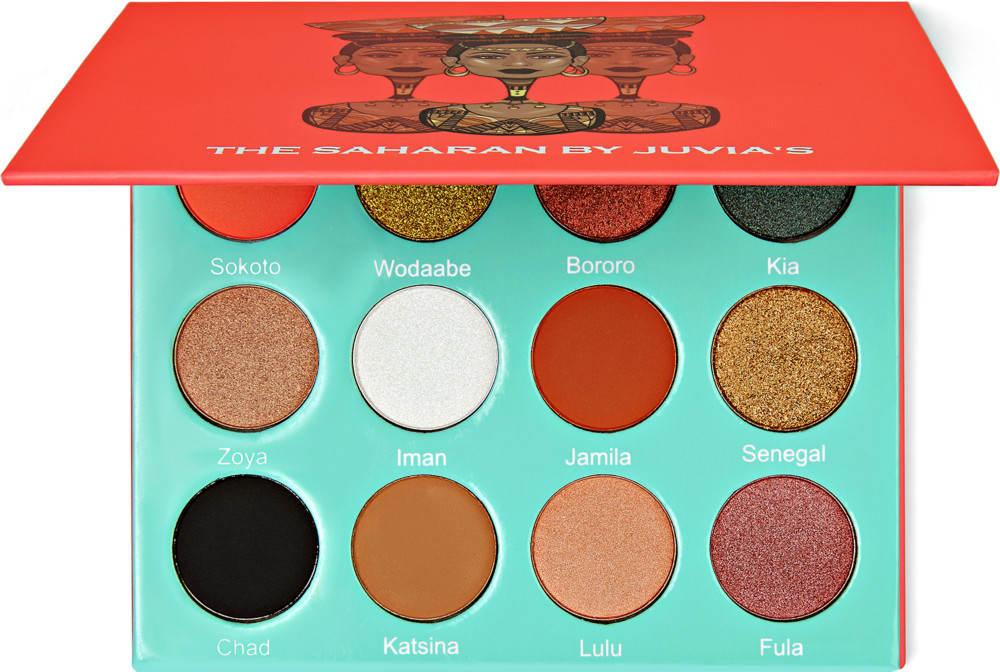 THE SAHARAN BY JUVIA'S
Sokoto Wodaabe Bororo Kia
Zoya Iman Jamila Senegal
Chad Katsina Lulu Fula